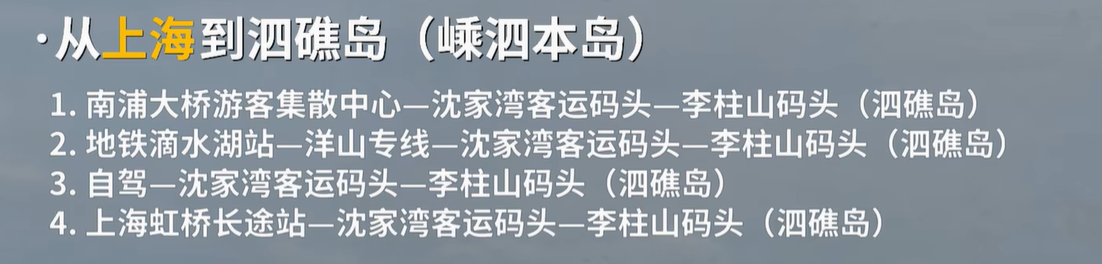 ·从上海到泗礁岛（嵊泗本岛）
1. 南浦大桥游客集散中心—沈家湾客运码头—李柱山码头（泗礁岛）
2. 地铁滴水湖站—洋山专线—沈家湾客运码头—李柱山码头（泗礁岛）
3. 自驾—沈家湾客运码头—李柱山码头（泗礁岛）
4. 上海虹桥长途站—沈家湾客运码头—李柱山码头（泗礁岛）